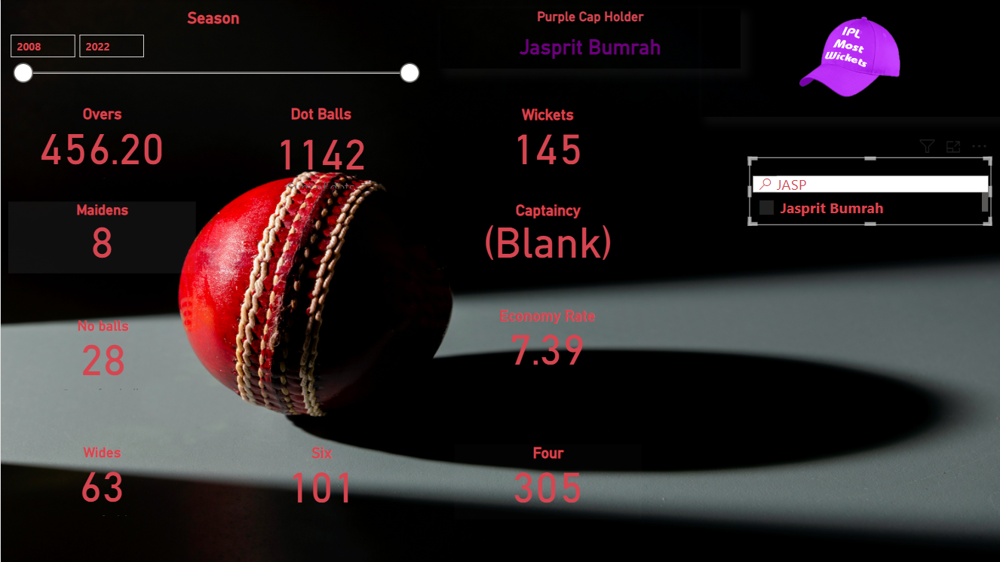 Season
2008
2022
Purple Cap Holder
Jasprit Bumrah
IPL
Most
Wickets
Overs
456.20
Dot Balls
1142
Wickets
145
JASP
Jasprit Bumrah
Maidens
8
Captaincy
(Blank)
No balls
28
Economy Rate
7.39
Wides
63
Six
101
Four
305